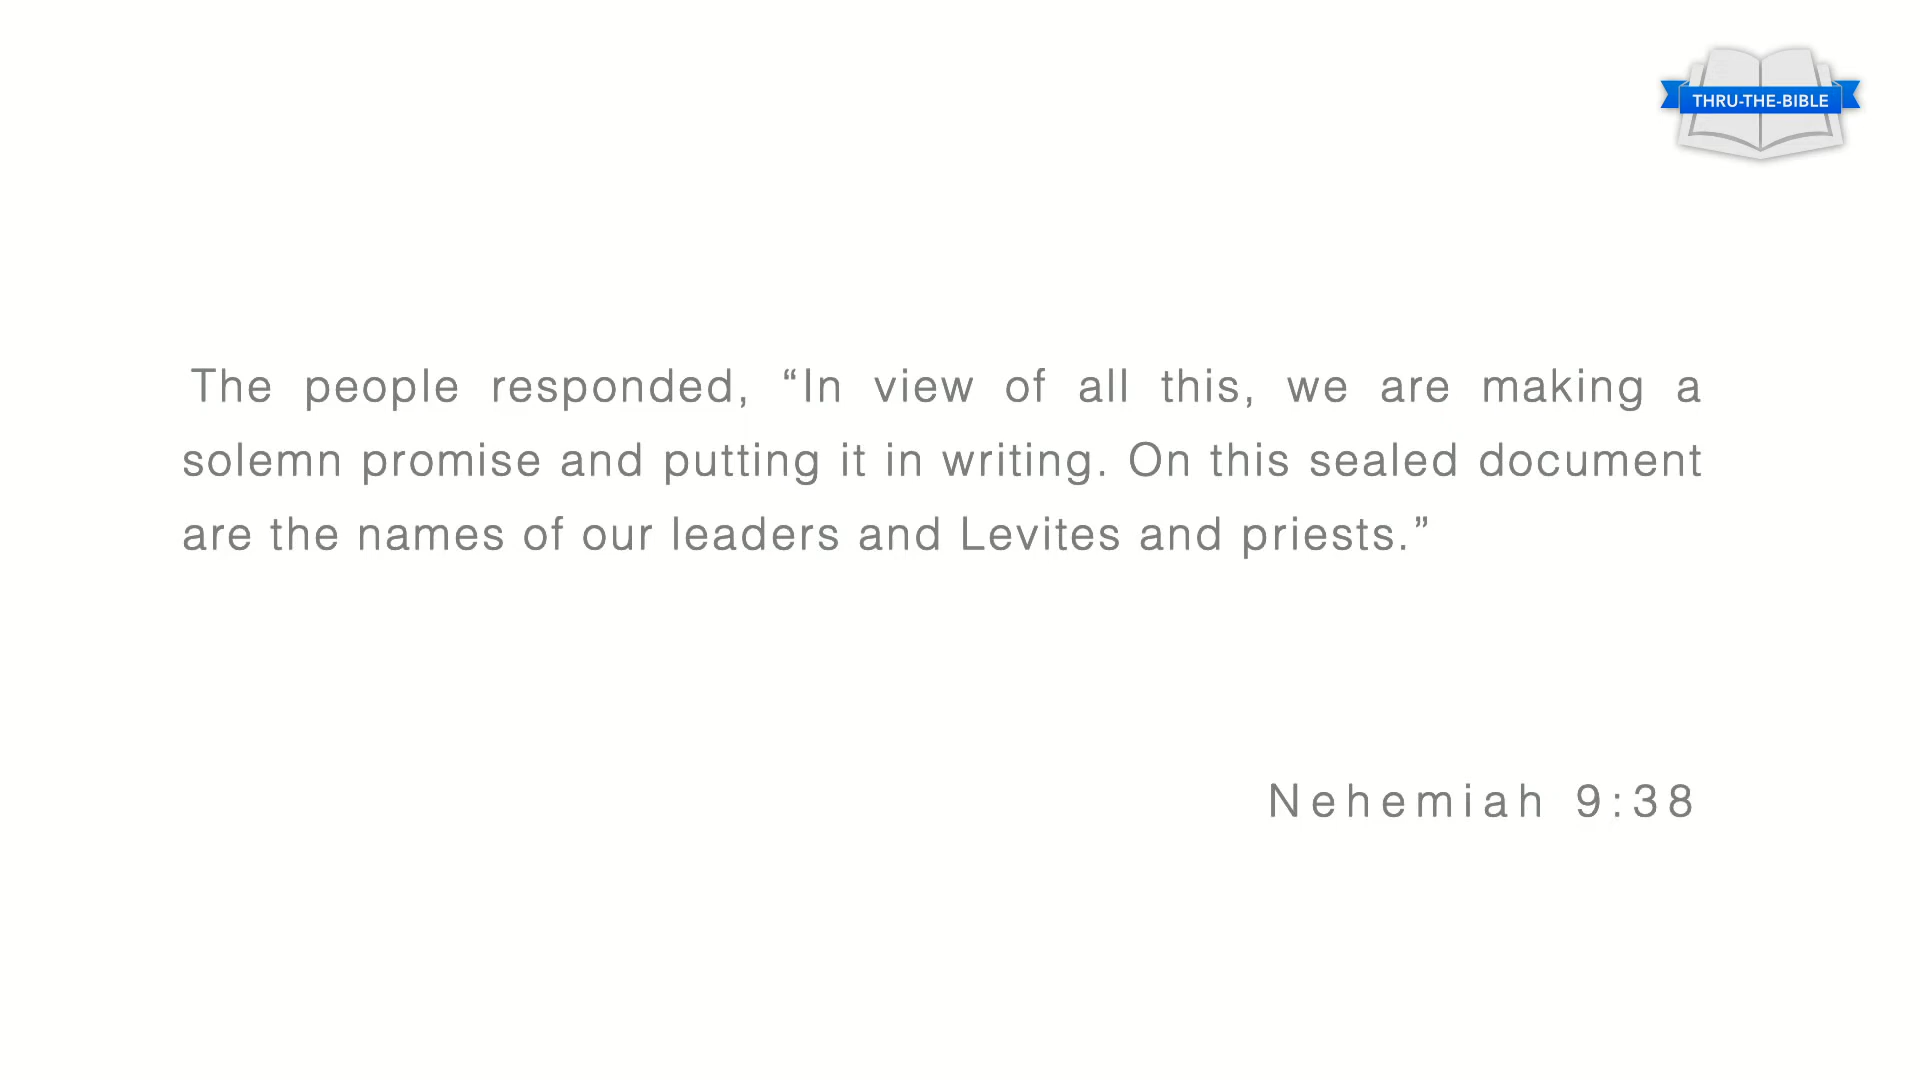 THRU-THE-BIBLE
The people responded, “In view of all this, we are making a
solemn promise and putting it in writing. On this sealed document
are the names of our leaders and Levites and priests.”
Nehemiah 9:38